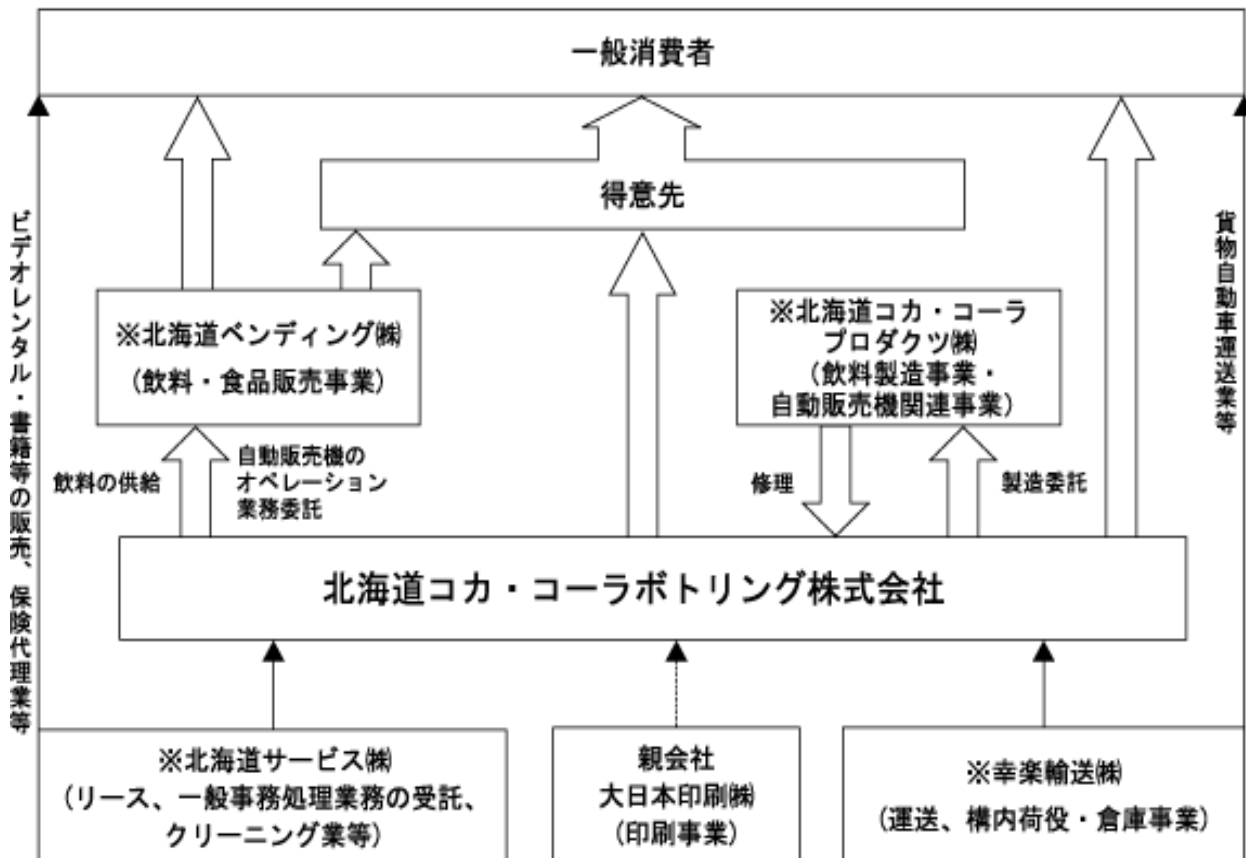 一般消費者
得意先
ビデオレンタル・書籍等の販売、保険代理業等
貨物自動車運送業等
※北海道ベンディング㈱
（飲料・食品販売事業）
※北海道コカ・コーラ
プロダクツ㈱
（飲料製造事業・
自動販売機関連事業）
飲料の供給
自動販売機の
オペレーション
業務委託
修理
製造委託
北海道コカ・コーラボトリング株式会社
※北海道サービス㈱
（リース、一般事務処理業務の受託、
クリーニング業等）
親会社
大日本印刷㈱
（印刷事業）
※幸楽輸送㈱
（運送、構内荷役・倉庫事業）